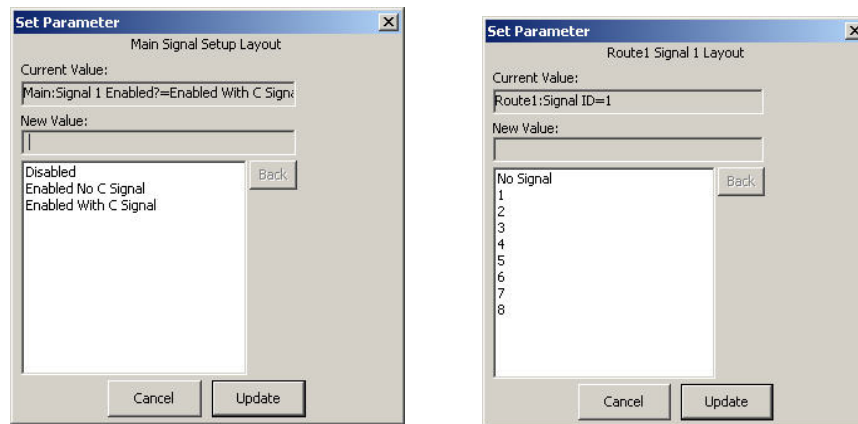 Set Parameter
Main Signal Setup Layout
Current Value:
Main:Signal 1 Enabled?=Enabled With C Signa
New Value:
Disabled
Enabled No C Signal
Enabled With C Signal
Back
Cancel
Update
Set Parameter
Route1 Signal 1 Layout
Current Value:
Route1:Signal ID=1
New Value:
No Signal
1
2
3
4
5
6
7
8
Back
Cancel
Update